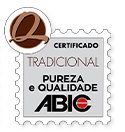 CERTIFICADO
TRADICIONAL
PUREZA
e QUALIDADE
ABIC